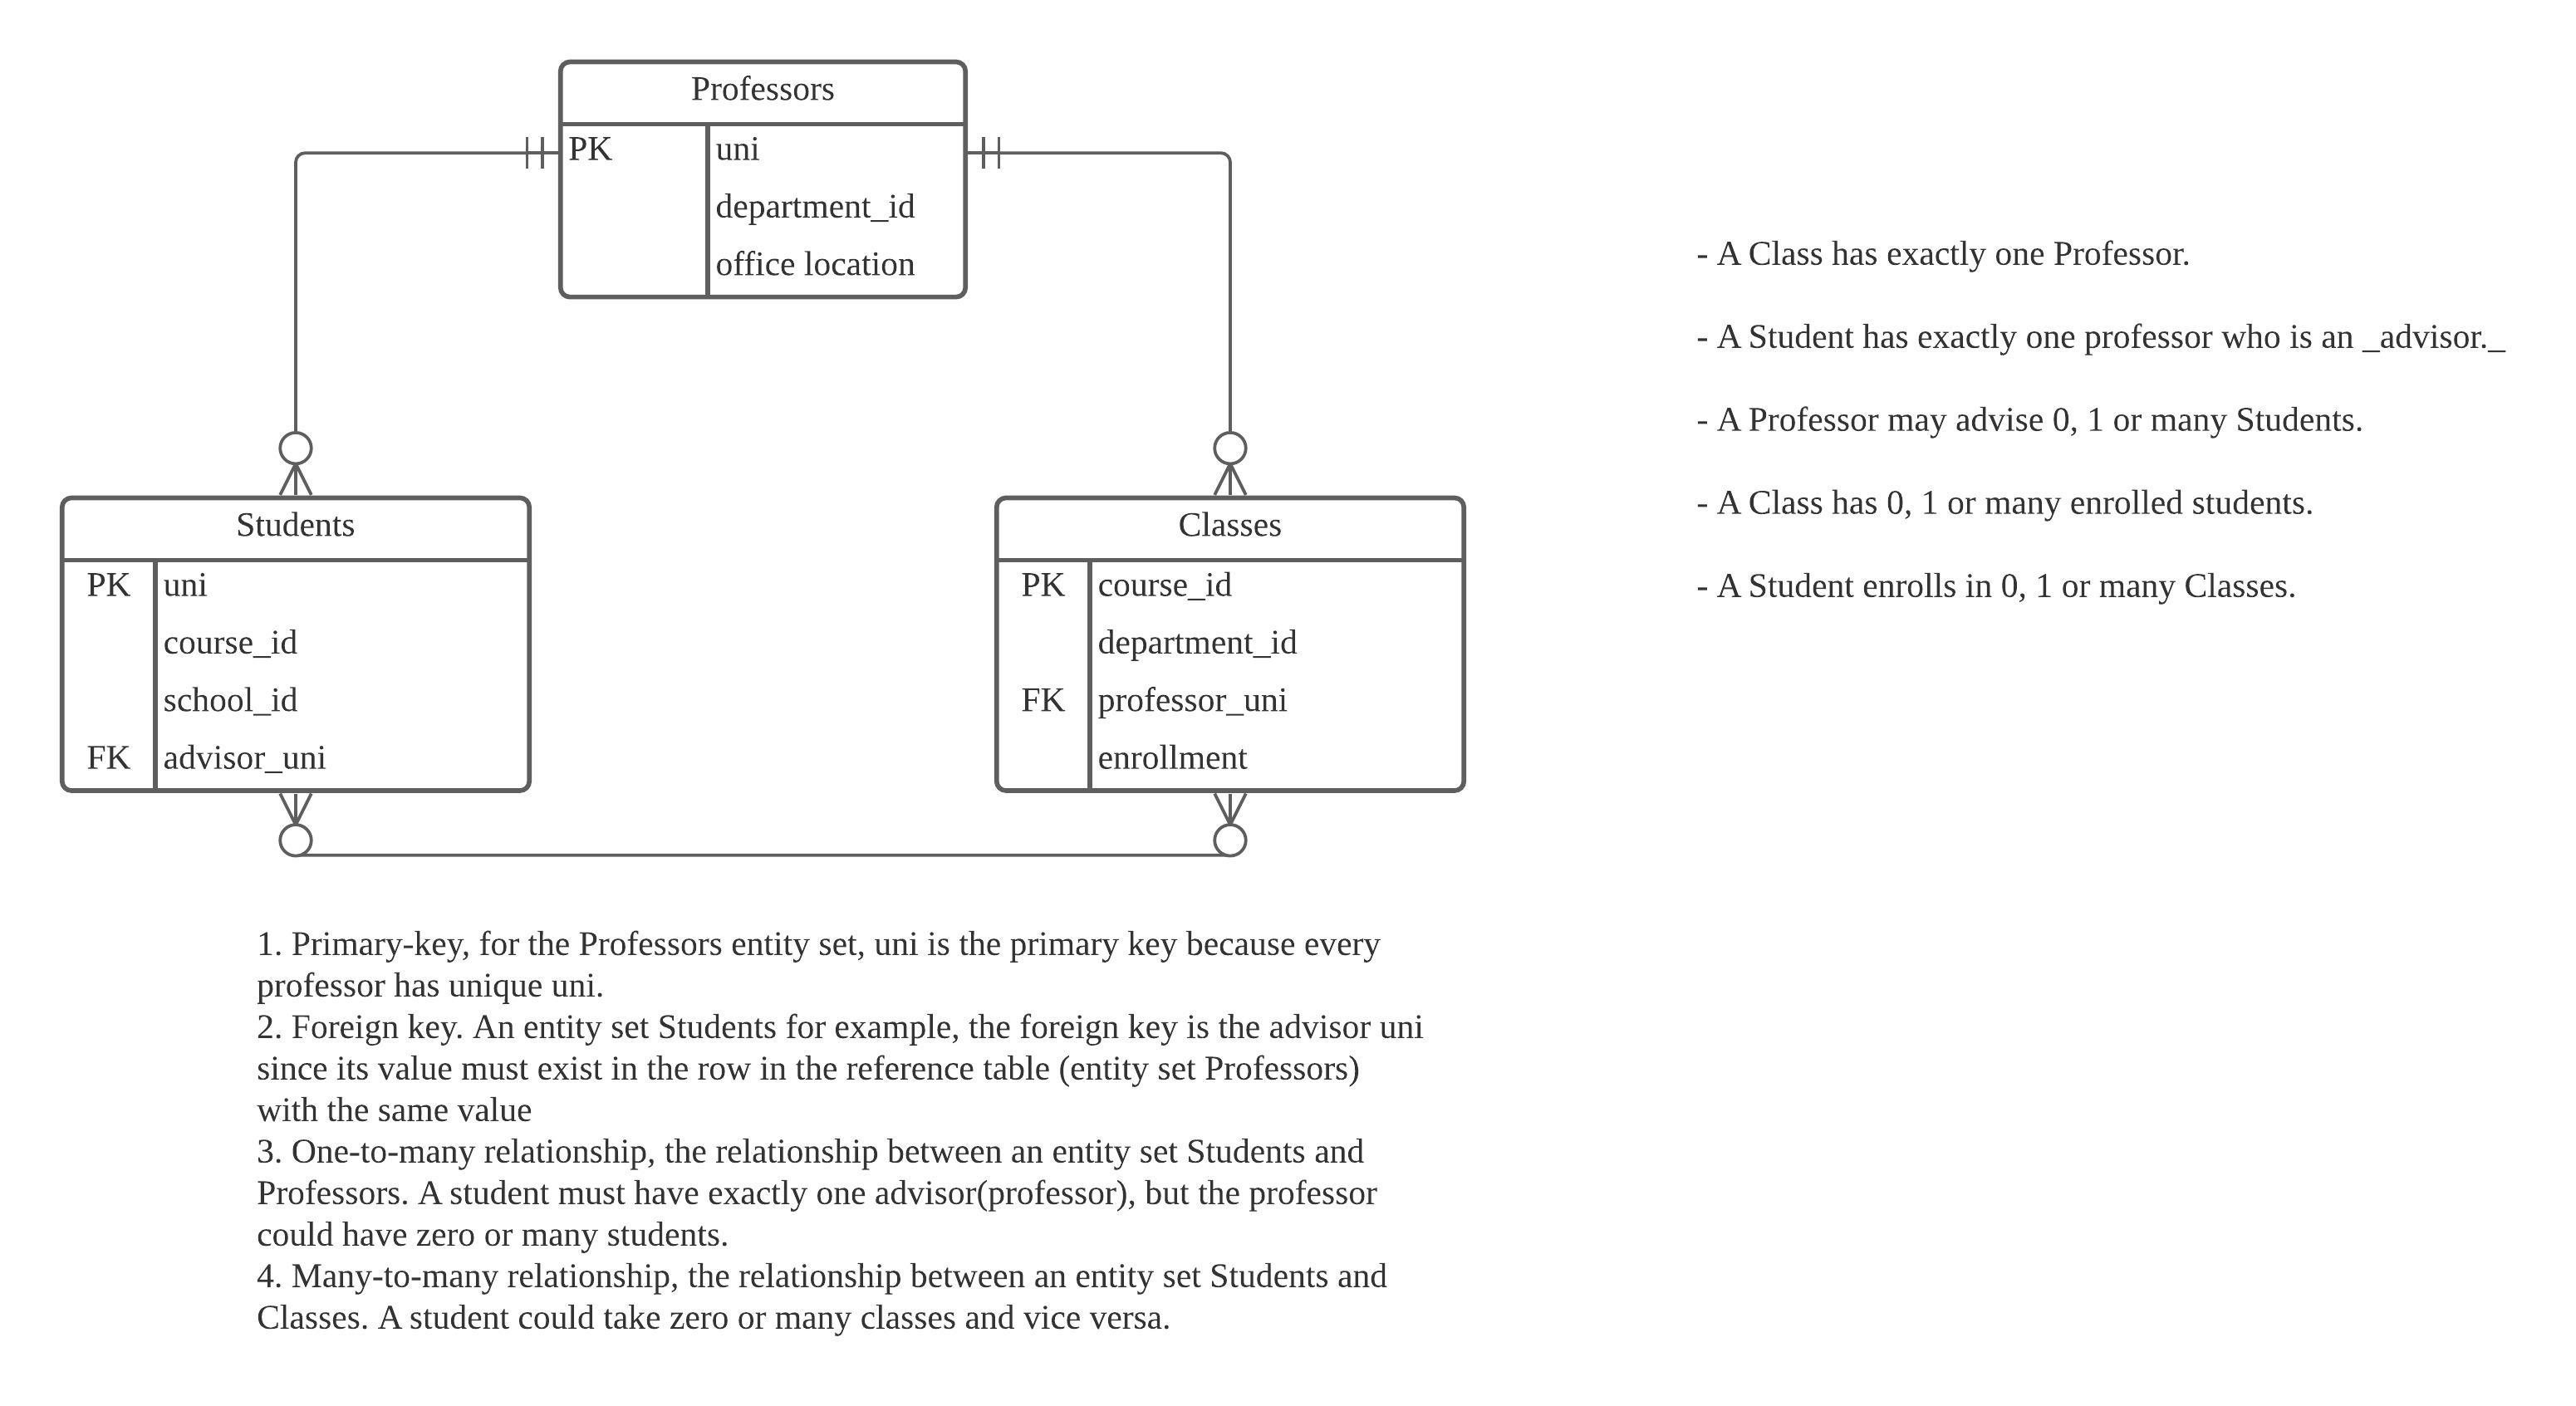 Professors
PK uni
department_id
office location
Students
PK uni
course_id
school_id
FK advisor_uni
Classes
PK course_id
department_id
FK professor_uni
enrollment
- A Class has exactly one Professor.
- A Student has exactly one professor who is an _advisor._
- A Professor may advise 0, 1 or many Students.
- A Class has 0, 1 or many enrolled students.
- A Student enrolls in 0, 1 or many Classes.
1. Primary-key, for the Professors entity set, uni is the primary key because every
professor has unique uni.
2. Foreign key. An entity set Students for example, the foreign key is the advisor uni
since its value must exist in the row in the reference table (entity set Professors)
with the same value
3. One-to-many relationship, the relationship between an entity set Students and
Professors. A student must have exactly one advisor(professor), but the professor
could have zero or many students.
4. Many-to-many relationship, the relationship between an entity set Students and
Classes. A student could take zero or many classes and vice versa.